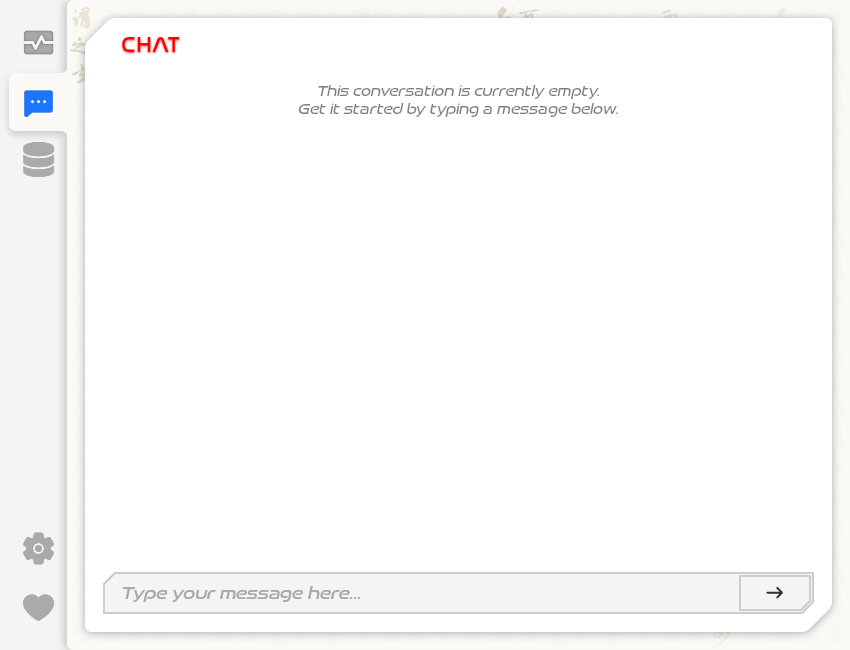 CHAT
This conversation is currently empty.
Get it started by typing a message below.
Type your message here...